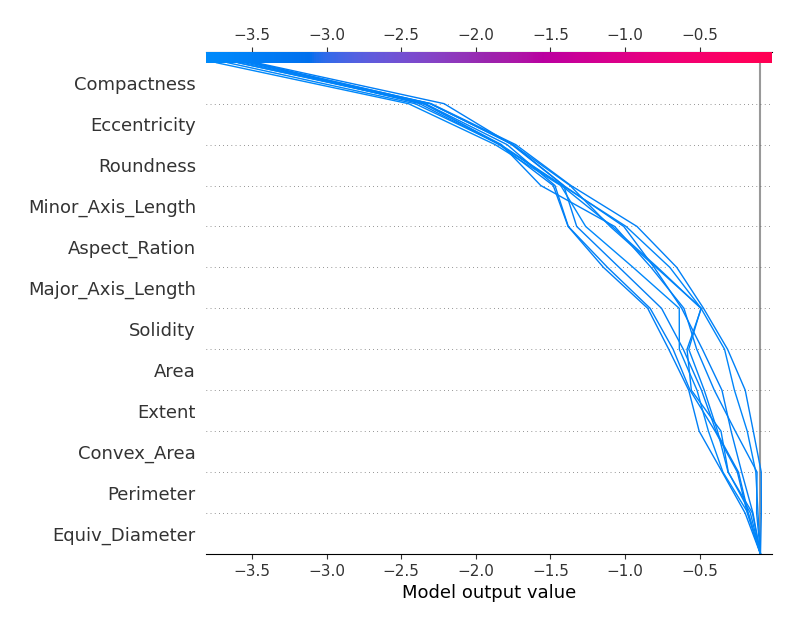 −3.5 −3.0 −2.5 −2.0 −1.5 −1.0 −0.5
Compactness
Eccentricity
Roundness
Minor_Axis_Length
Aspect_Ration
Major_Axis_Length
Solidity
Area
Extent
Convex_Area
Perimeter
Equiv_Diameter
−3.5 −3.0 −2.5 −2.0 −1.5 −1.0 −0.5
Model output value